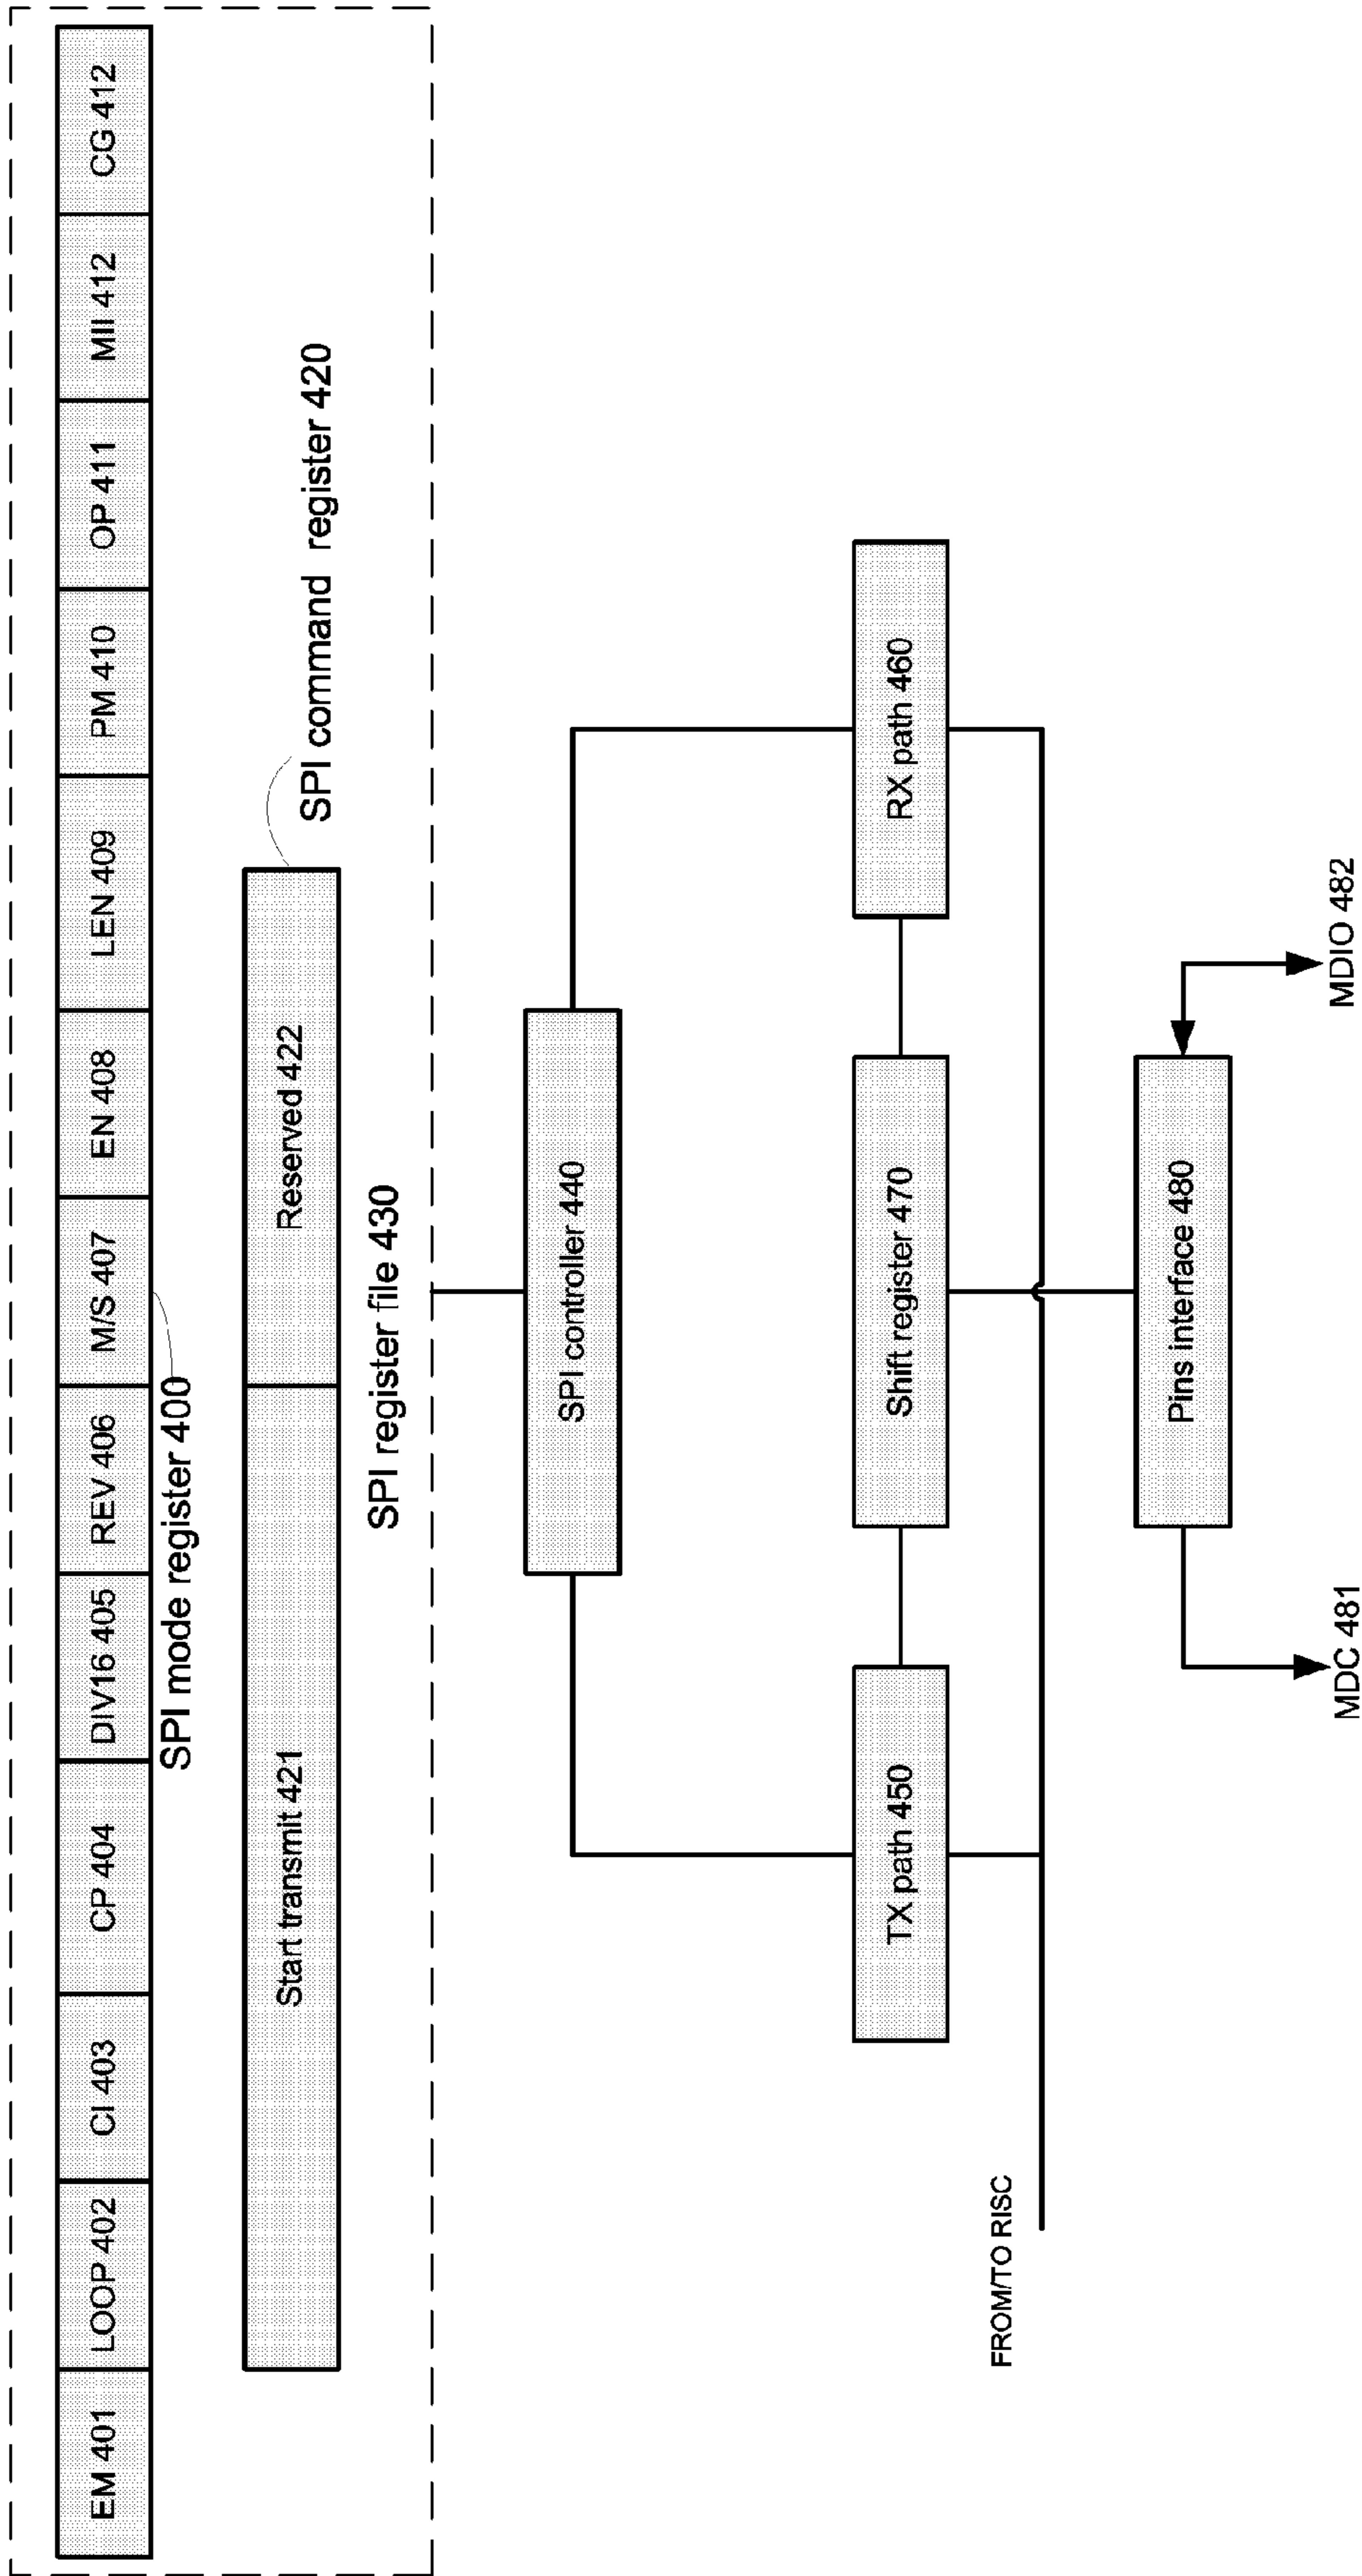 EM 401
LOOP 402
CI 403
CP 404
DIV16 405
REV 406
M/S 407
EN 408
LEN 409
PM 410
OP 411
MII 412
CG 412
SPI mode register 400
Start transmit 421
Reserved 422
SPI command register 420
SPI register file 430
SPI controller 440
TX path 450
Shift register 470
RX path 460
FROM/TO RISC
Pins interface 480
MDC 481
MDIO 482